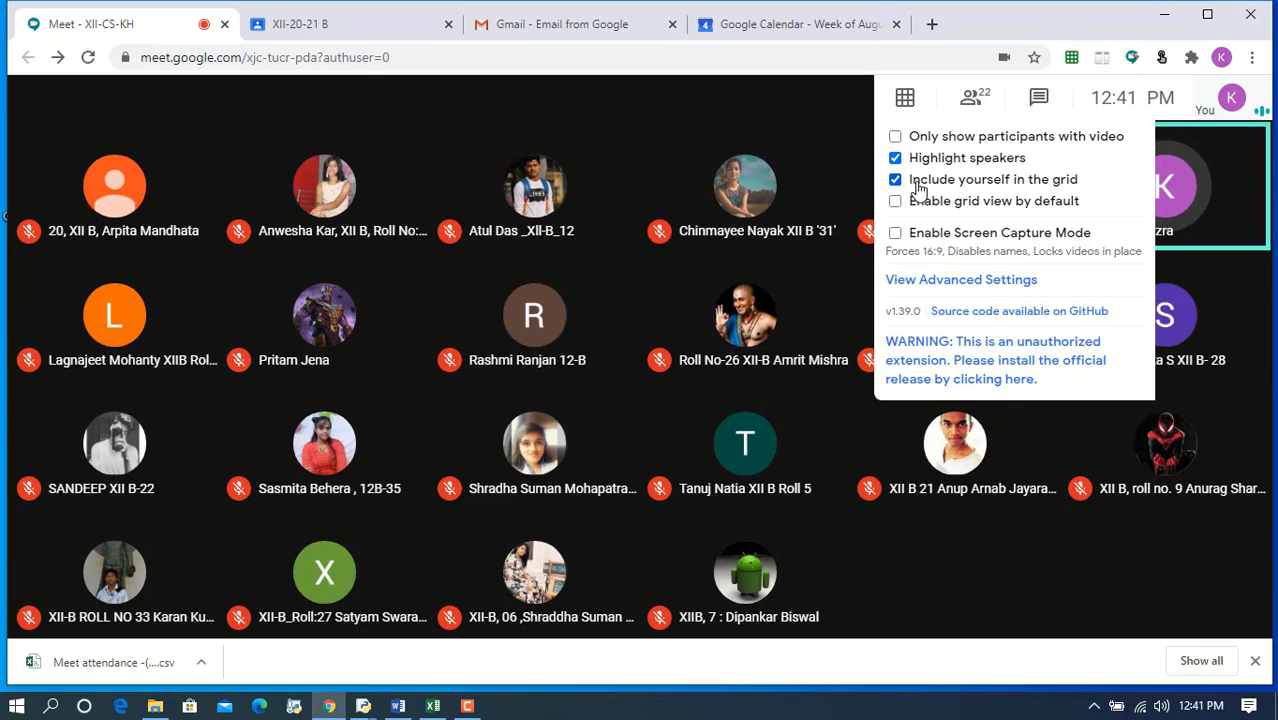 Meet - XII-CS-KH
XII-20-21 B
Gmail - Email from Google
4
Google Calendar - Week of Aug
meet.google.com/xjc-tucr-pda?authuser=0
K
22
12:41 PM
You
K
Only show participants with video
Highlight speakers
Include yourself in the grid
Enable grid view by default
Enable Screen Capture Mode
Forces 16:9, Disables names, Locks videos in place
View Advanced Settings
v1.39.0 Source code available on GitHub
WARNING: This is an unauthorized
extension. Please install the official
release by clicking here.
K
20, XII B, Arpita Mandhata
Anwesha Kar, XII B, Roll No:...
Atul Das _Xll-B_12
Chinmayee Nayak XII B '31'
zra
L
R
S
Lagnajeet Mohanty XIIB Rol...
Pritam Jena
Rashmi Ranjan 12-B
Roll No-26 XII-B Amrit Mishra
a S XII B- 28
T
SANDEEP XII B-22
Sasmita Behera , 12B-35
Shradha Suman Mohapatra...
Tanuj Natia XII B Roll 5
XII B 21 Anup Arnab Jayara...
XII B, roll no. 9 Anurag Shar...
X
XII-B ROLL NO 33 Karan Ku...
XII-B_Roll:27 Satyam Swara...
XII-B, 06 ,Shraddha Suman ...
XIIB, 7 : Dipankar Biswal
Meet attendance -(....csv
Show all
12:41 PM